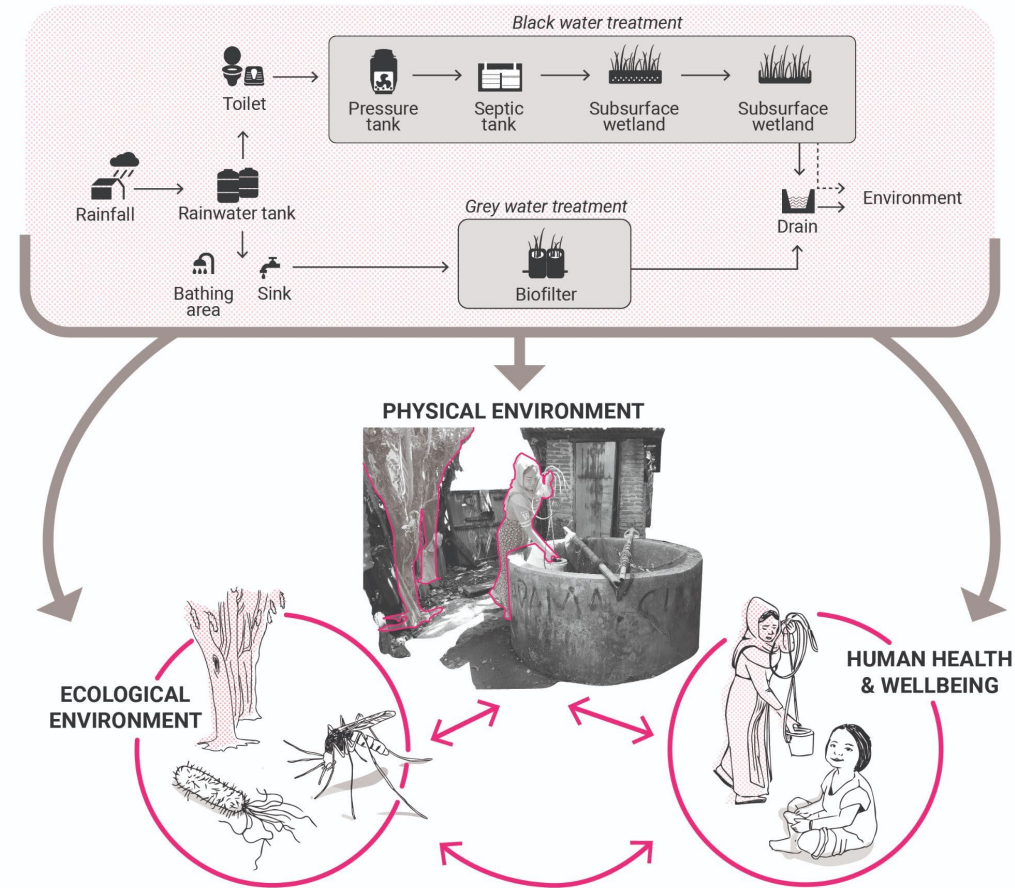 Black water treatment
Toilet
Pressure
tank
Septic
tank
Subsurface
wetland
Subsurface
wetland
Rainfall
Rainwater tank
Environment
Drain
Grey water treatment
Bathing
area
Sink
Biofilter
PHYSICAL ENVIRONMENT
ECOLOGICAL
ENVIRONMENT
HUMAN HEALTH
& WELLBEING